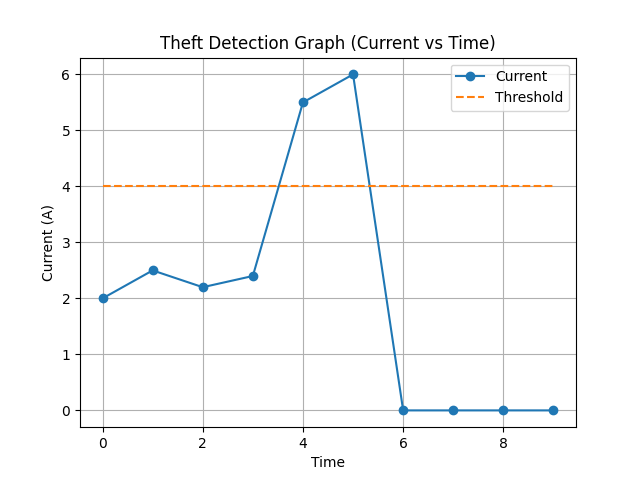 Theft Detection Graph (Current vs Time)
Current
Threshold
6
5
4
3
2
1
0
Current (A)
0 2 4 6 8
Time